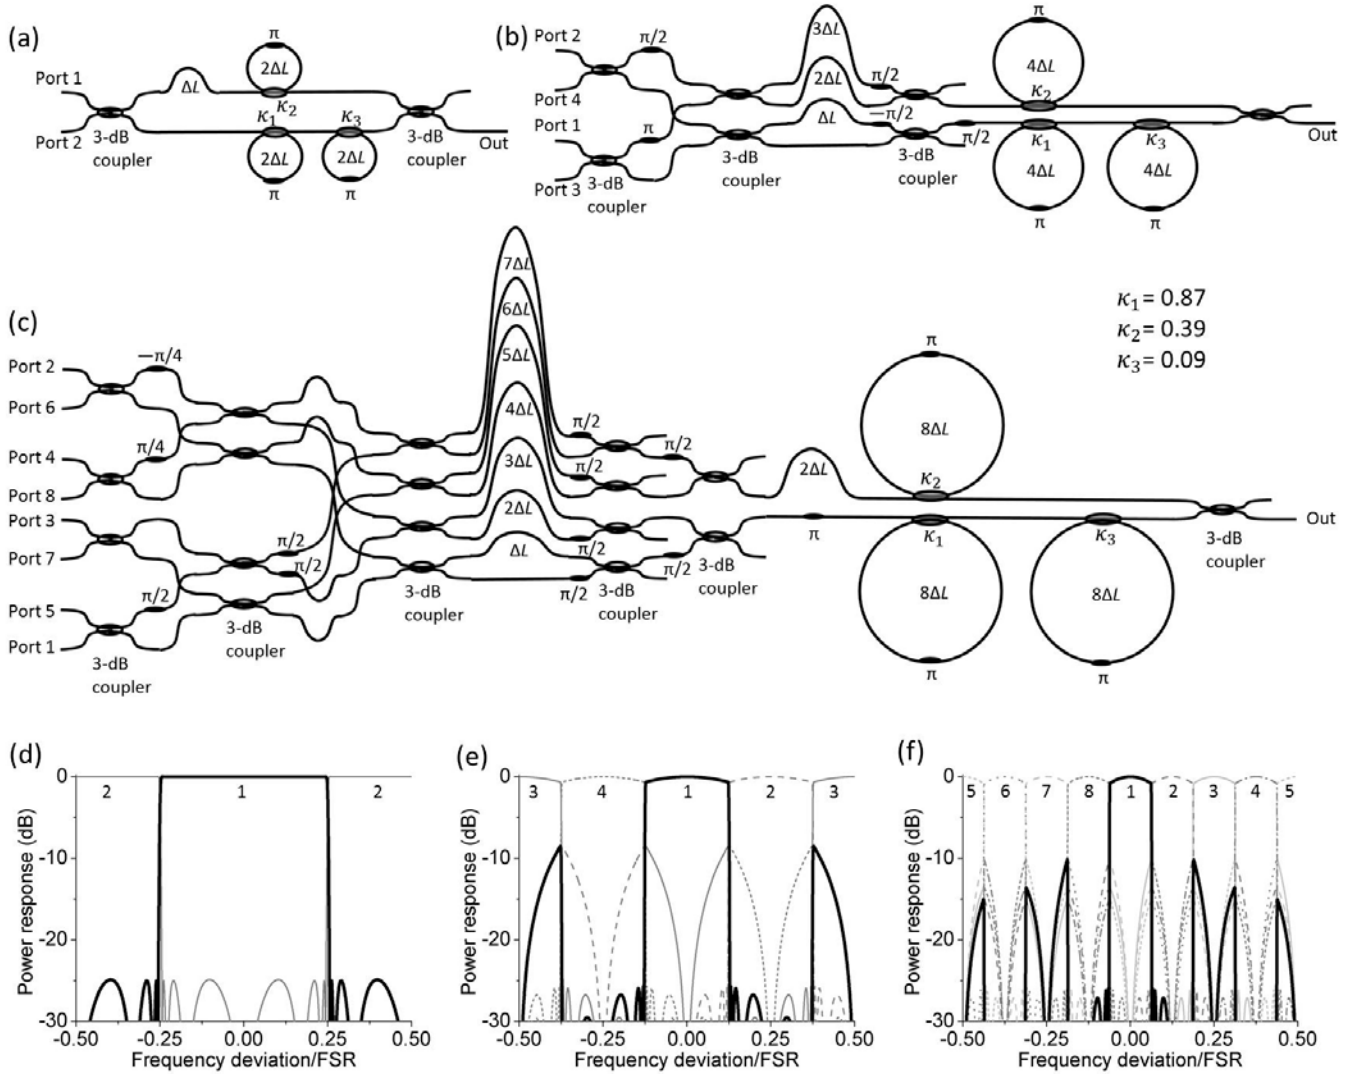 (a)
π
2ΔL
Port 1
ΔL
κ2
κ1
κ3
Port 2
3-dB
coupler
2ΔL
2ΔL
3-dB
coupler
Out
π
π
(b)
Port 2
π/2
Port 4
Port 1
π
Port 3
3-dB
coupler
3ΔL
2ΔL
ΔL
π/2
−π/2
π/2
3-dB
coupler
3-dB
coupler
π
4ΔL
κ2
κ1
κ3
4ΔL
4ΔL
π
π
Out
(c)
Port 2
−π/4
Port 6
Port 4
π/4
Port 8
Port 3
Port 7
Port 5
π/2
Port 1
3-dB
coupler
π/2
π/2
3-dB
coupler
3-dB
coupler
7ΔL
6ΔL
5ΔL
4ΔL
3ΔL
2ΔL
ΔL
π/2
π/2
π/2
π/2
π/2
π/2
3-dB
coupler
3-dB
coupler
2ΔL
π
π
8ΔL
κ2
κ1
κ3
8ΔL
8ΔL
π
π
3-dB
coupler
Out
κ1 = 0.87
κ2 = 0.39
κ3 = 0.09
(d)
Power response (dB)
0
-10
-20
-30
2 1 2
-0.50 -0.25 0.00 0.25 0.50
Frequency deviation/FSR
(e)
Power response (dB)
0
-10
-20
-30
3 4 1 2 3
-0.50 -0.25 0.00 0.25 0.50
Frequency deviation/FSR
(f)
Power response (dB)
0
-10
-20
-30
5 6 7 8 1 2 3 4 5
-0.50 -0.25 0.00 0.25 0.50
Frequency deviation/FSR